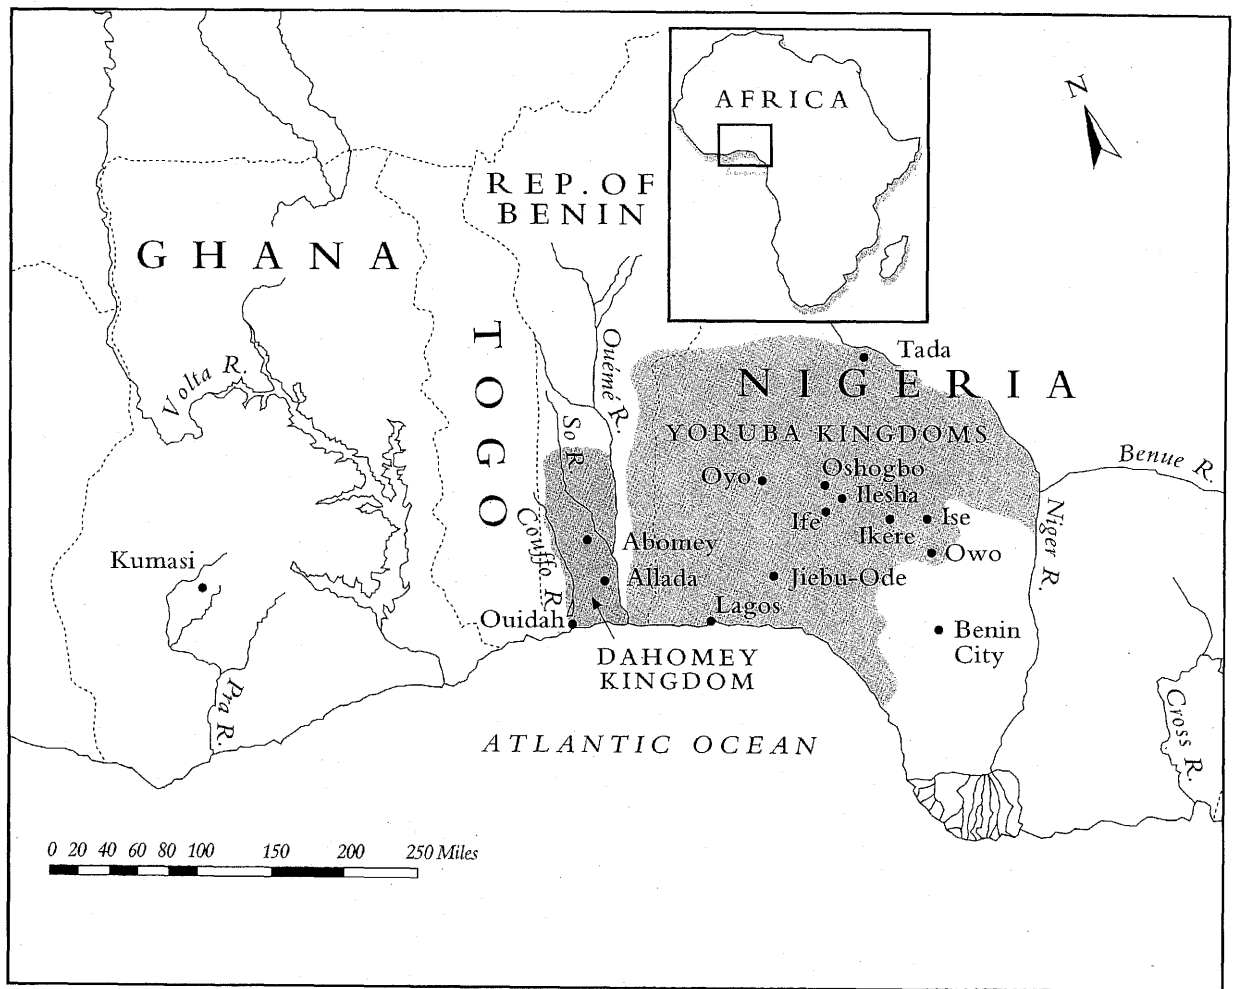 AFRICA
N
REP. OF
BENIN
GHANA
TOGO
Ouémé R.
Tada
NIGERIA
Volta R.
So R.
YORUBA KINGDOMS
Benue R.
Oyo
Oshogbo
Ilesha
Ife
Ikere
Ise
Owo
Niger R.
Couffo R.
Abomey
Kumasi
Allada
Jiebu-Ode
Ouidah
Lagos
Benin
City
DAHOMEY
KINGDOM
Pra R.
Cross R.
ATLANTIC OCEAN
0 20 40 60 80 100 150 200 250 Miles